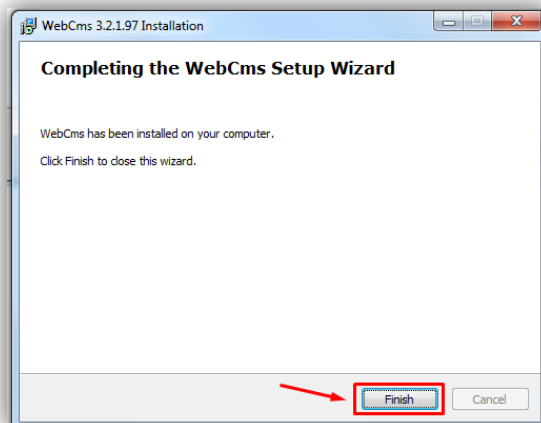 WebCms 3.2.1.97 Installation
Completing the WebCms Setup Wizard
WebCms has been installed on your computer.
Click Finish to close this wizard.
Finish
Cancel